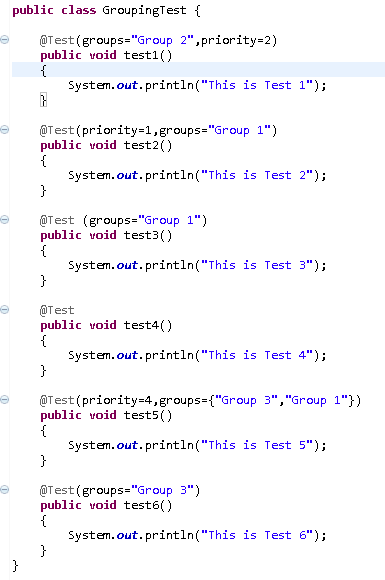 public class GroupingTest {
@Test(groups="Group 2",priority=2)
public void test1()
{
System.out.println("This is Test 1");
}
@Test(priority=1,groups="Group 1")
public void test2()
{
System.out.println("This is Test 2");
}
@Test (groups="Group 1")
public void test3()
{
System.out.println("This is Test 3");
}
@Test
public void test4()
{
System.out.println("This is Test 4");
}
@Test(priority=4,groups={"Group 3","Group 1"})
public void test5()
{
System.out.println("This is Test 5");
}
@Test(groups="Group 3")
public void test6()
{
System.out.println("This is Test 6");
}
}